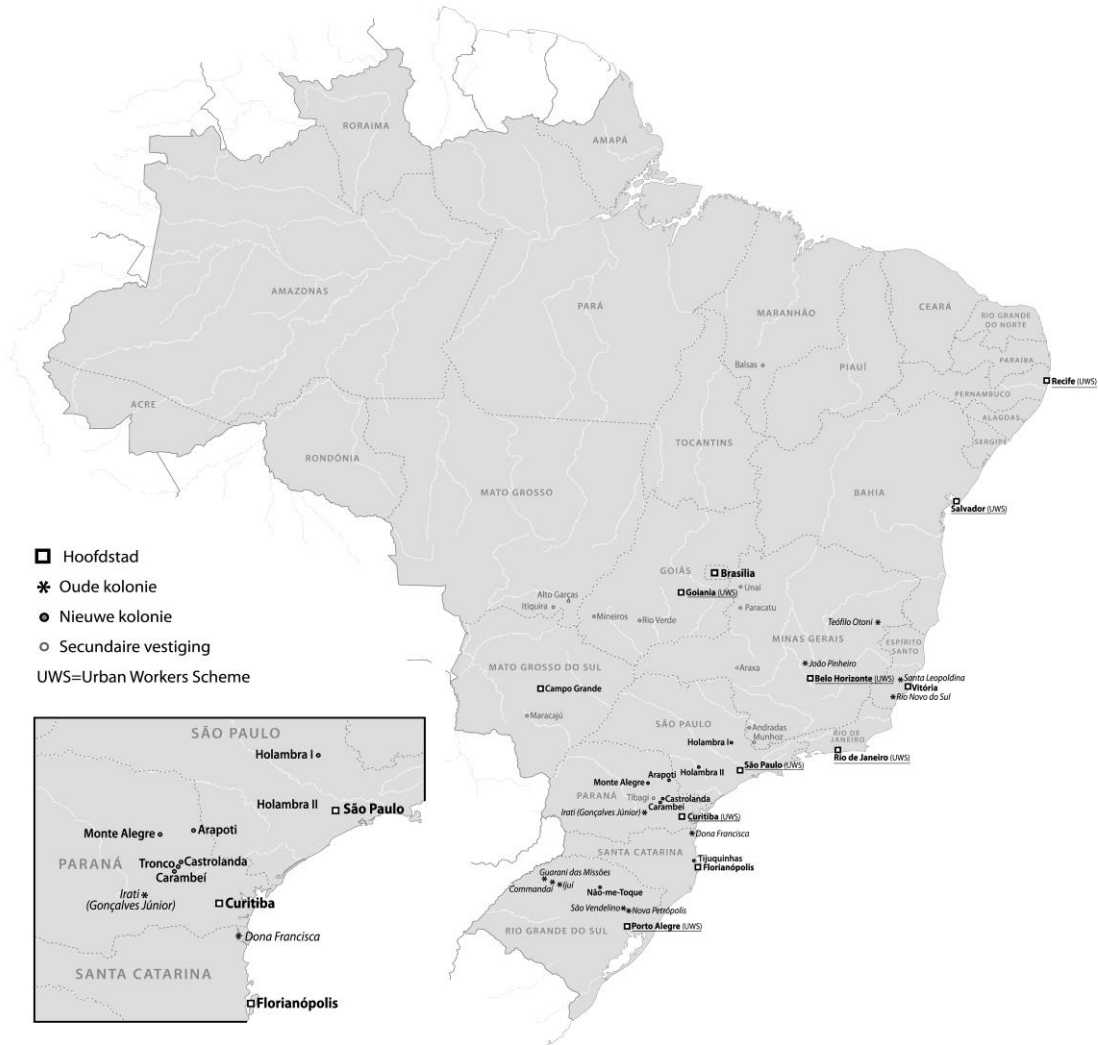 RORAIMA
AMAPÁ
AMAZONAS
PARÁ
MARANHÃO
CEARÁ
RIO GRANDE
DO NORTE
PARAÍBA
Balsas
PIAUÍ
Recife (UWS)
PERNAMBUCO
ACRE
ALAGOAS
TOCANTINS
SERGIPE
RONDÔNIA
MATO GROSSO
BAHIA
Salvador (UWS)
Hoofdstad
Oude kolonie
Nieuwe kolonie
Secundaire vestiging
UWS=Urban Workers Scheme
GOIÁS
Brasília
Goiania (UWS)
Unaí
Alto Garças
Itiquira
Mineiros
Rio Verde
Paracatu
Teófilo Otoni
MINAS GERAIS
ESPÍRITO
SANTO
João Pinheiro
MATO GROSSO DO SUL
Araxa
Belo Horizonte (UWS)
Santa Leopoldina
Vitória
Rio Novo do Sul
Campo Grande
Maracajú
SÃO PAULO
Andradas
Munhoz
RIO DE
JANEIRO
Holambra I
Rio de Janeiro (UWS)
São Paulo (UWS)
Arapoti
Holambra II
Monte Alegre
PARANÁ
Tibagi
Castrolanda
Carambeí
Irati (Gonçalves Júnior)
Curitiba (UWS)
Dona Francisca
SANTA CATARINA
Tijuquinhas
Florianópolis
Guarani das Missões
Commandaí
Ijuí
Não-me-Toque
São Vendelino
Nova Petrópolis
RIO GRANDE DO SUL
Porto Alegre (UWS)
SÃO PAULO
Holambra I
Holambra II
São Paulo
Monte Alegre
Arapoti
PARANÁ
Tronco
Castrolanda
Carambeí
Irati
(Gonçalves Júnior)
Curitiba
Dona Francisca
SANTA CATARINA
Florianópolis